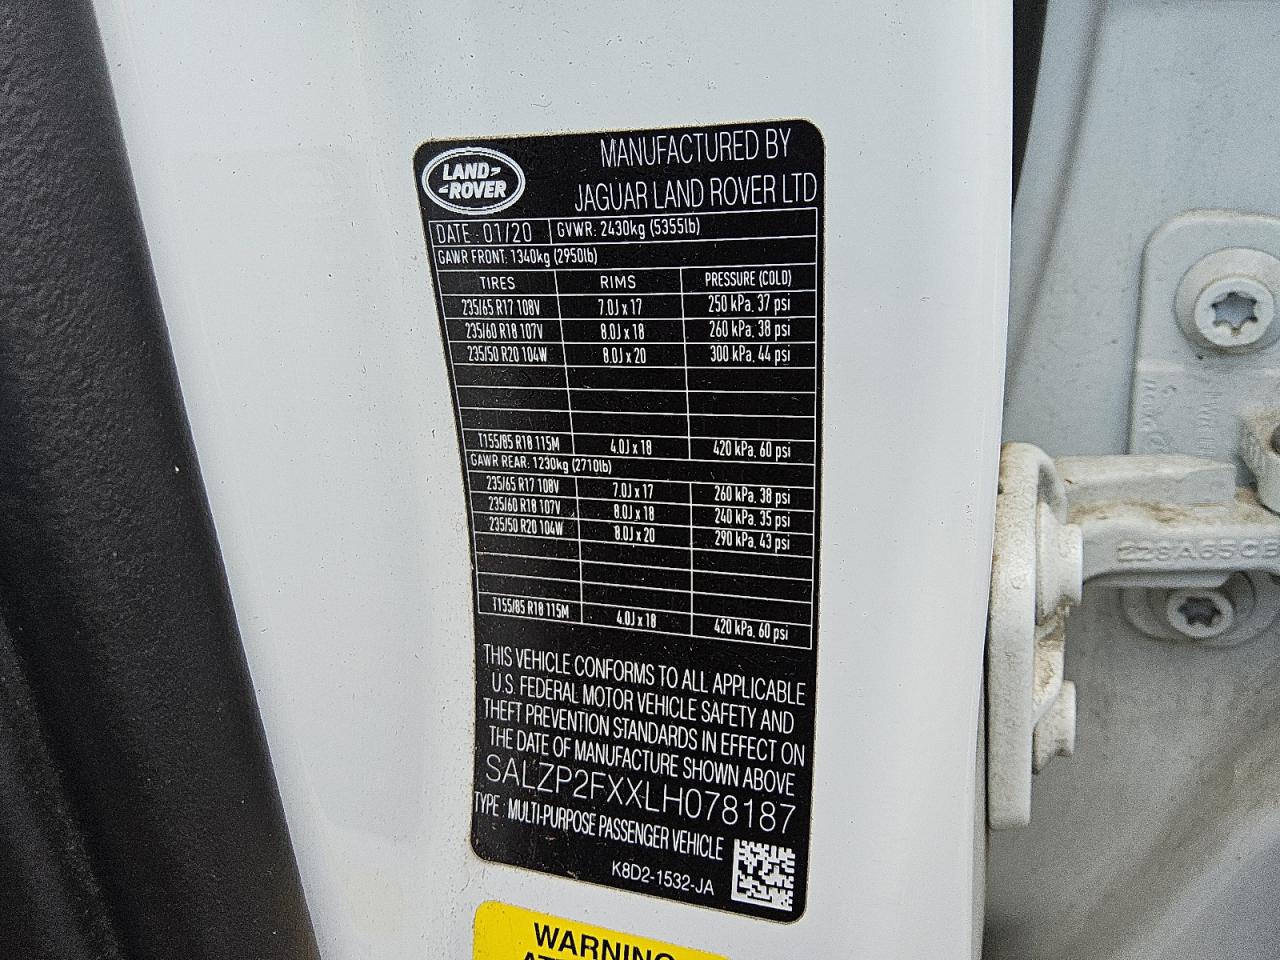 LAND-
-ROVER
MANUFACTURED BY
JAGUAR LAND ROVER LTD
DATE : 01/20 GVWR: 2430kg (5355lb)
GAWR FRONT: 1340kg (2950lb)
TIRES RIMS PRESSURE (COLD)
235/65 R17 108V 7.0J x 17 250 kPa, 37 psi
235/60 R18 107V 8.0J x 18 260 kPa, 38 psi
235/50 R20 104W 8.0J x 20 300 kPa, 44 psi
T155/85 R18 115M 4.0J x 18 420 kPa, 60 psi
GAWR REAR: 1230kg (2710lb)
235/65 R17 108V 7.0J x 17 260 kPa, 38 psi
235/60 R18 107V 8.0J x 18 240 kPa, 35 psi
235/50 R20 104W 8.0J x 20 290 kPa, 43 psi
T155/85 R18 115M 4.0J x 18 420 kPa, 60 psi
THIS VEHICLE CONFORMS TO ALL APPLICABLE
U.S. FEDERAL MOTOR VEHICLE SAFETY AND
THEFT PREVENTION STANDARDS IN EFFECT ON
THE DATE OF MANUFACTURE SHOWN ABOVE
SALZP2FXXLH078187
TYPE : MULTI-PURPOSE PASSENGER VEHICLE
K8D2-1532-JA
WARNING